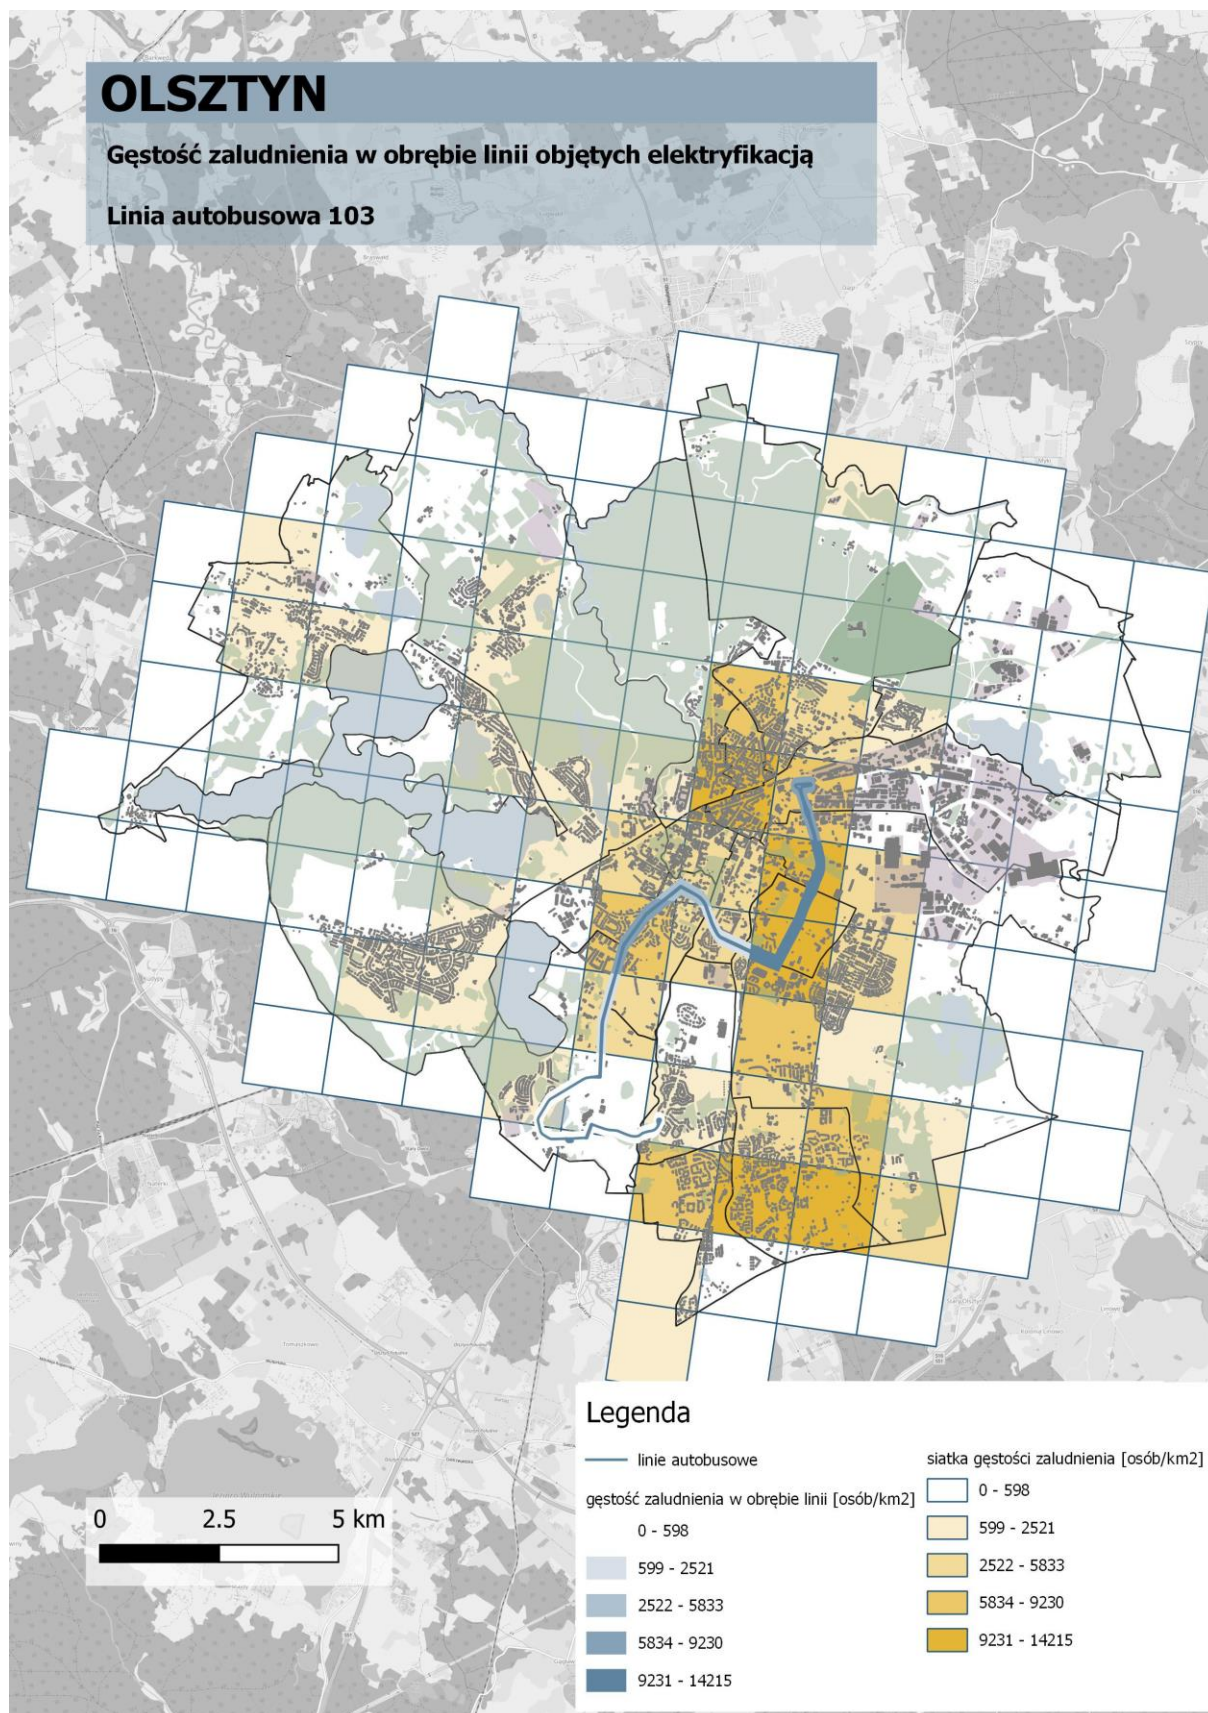 OLSZTYN
Gęstość zaludnienia w obrębie linii objętych elektryfikacją
Linia autobusowa 103
Legenda
linie autobusowe
gęstość zaludnienia w obrębie linii [osób/km2]
0 - 598
599 - 2521
2522 - 5833
5834 - 9230
9231 - 14215
siatka gęstości zaludnienia [osób/km2]
0 - 598
599 - 2521
2522 - 5833
5834 - 9230
9231 - 14215
0 2.5 5 km